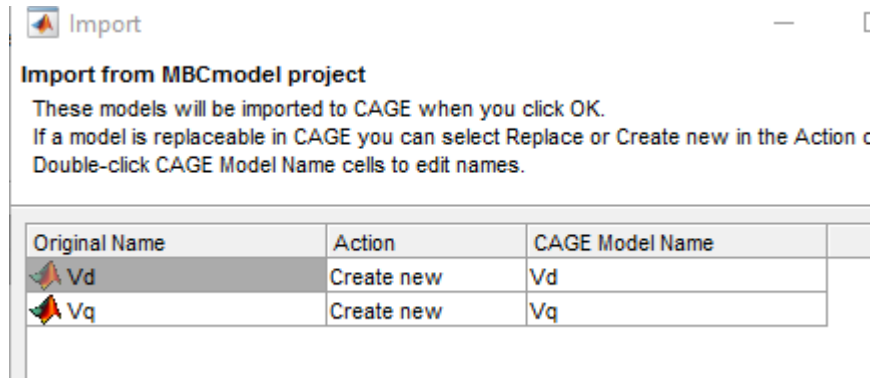 Import
Import from MBCmodel project
These models will be imported to CAGE when you click OK.
If a model is replaceable in CAGE you can select Replace or Create new in the Action
Double-click CAGE Model Name cells to edit names.
Original Name Action CAGE Model Name
Vd Create new Vd
Vq Create new Vq